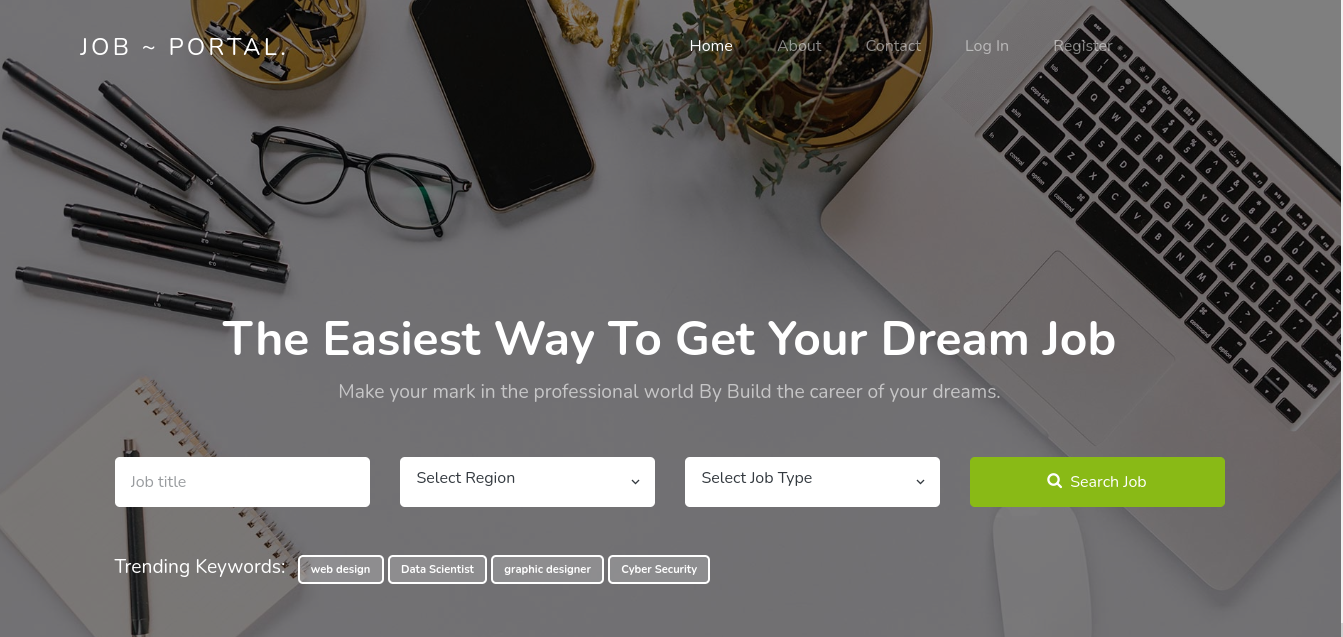 JOB ~ PORTAL.
Home About Contact Log In Register
The Easiest Way To Get Your Dream Job
Make your mark in the professional world By Build the career of your dreams.
Job title
Select Region
Select Job Type
Search Job
Trending Keywords: web design Data Scientist graphic designer Cyber Security